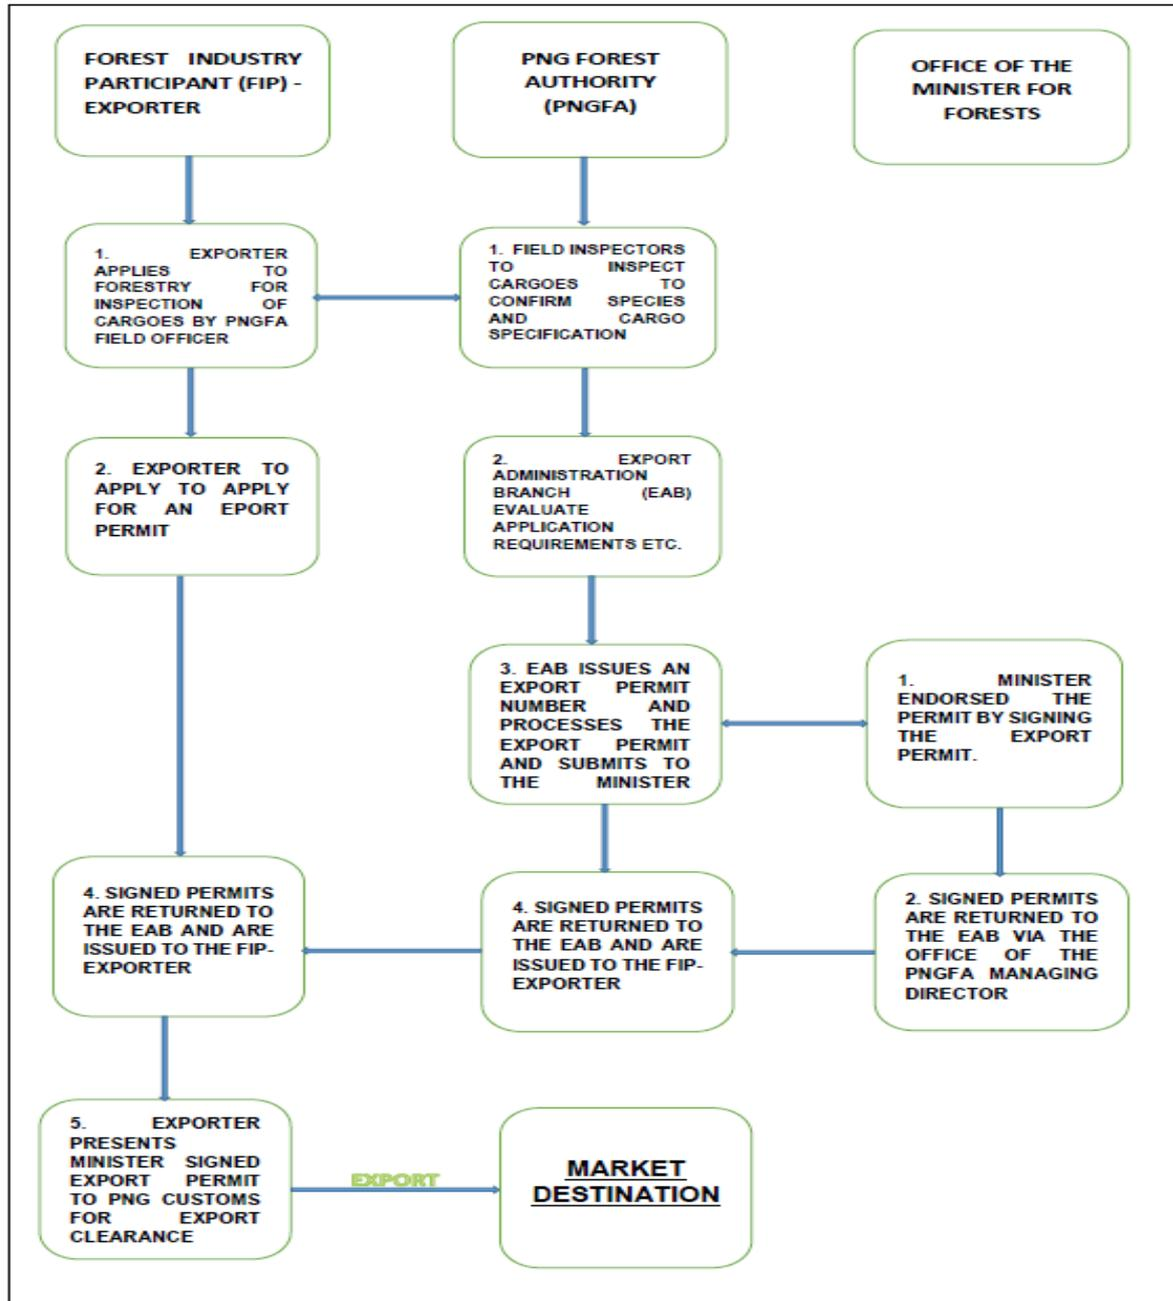 FOREST INDUSTRY
PARTICIPANT (FIP) -
EXPORTER
PNG FOREST
AUTHORITY
(PNGFA)
OFFICE OF THE
MINISTER FOR
FORESTS
1. EXPORTER
APPLIES TO
FORESTRY FOR
INSPECTION OF
CARGOES BY PNGFA
FIELD OFFICER
1. FIELD INSPECTORS
TO INSPECT
CARGOES TO
CONFIRM SPECIES
AND CARGO
SPECIFICATION
2. EXPORTER TO
APPLY TO APPLY
FOR AN EPORT
PERMIT
2. EXPORT
ADMINISTRATION
BRANCH (EAB)
EVALUATE
APPLICATION
REQUIREMENTS ETC.
3. EAB ISSUES AN
EXPORT PERMIT
NUMBER AND
PROCESSES THE
EXPORT PERMIT
AND SUBMITS TO
THE MINISTER
1. MINISTER
ENDORSED THE
PERMIT BY SIGNING
THE EXPORT
PERMIT.
4. SIGNED PERMITS
ARE RETURNED TO
THE EAB AND ARE
ISSUED TO THE FIP-
EXPORTER
4. SIGNED PERMITS
ARE RETURNED TO
THE EAB AND ARE
ISSUED TO THE FIP-
EXPORTER
2. SIGNED PERMITS
ARE RETURNED TO
THE EAB VIA THE
OFFICE OF THE
PNGFA MANAGING
DIRECTOR
5. EXPORTER
PRESENTS
MINISTER SIGNED
EXPORT PERMIT
TO PNG CUSTOMS
FOR EXPORT
CLEARANCE
EXPORT
MARKET
DESTINATION